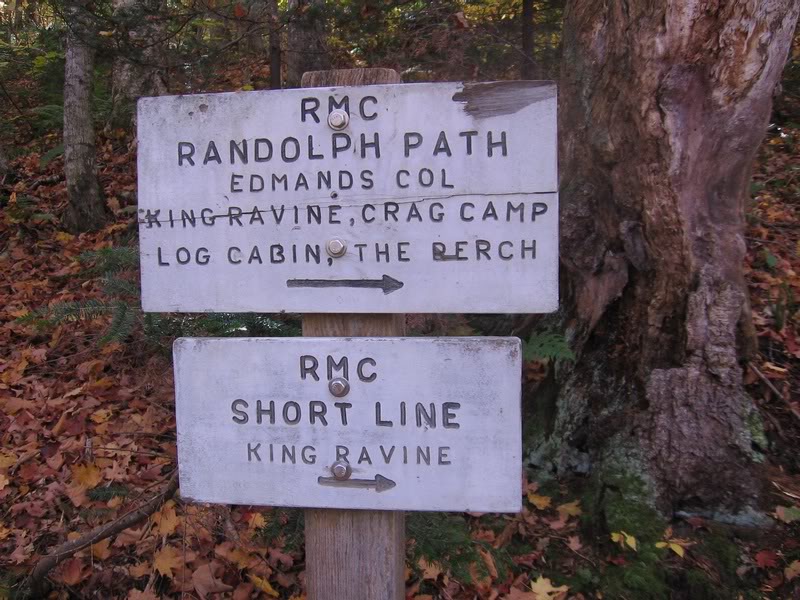 RMC
RANDOLPH PATH
EDMANDS COL
KING RAVINE, CRAG CAMP
LOG CABIN, THE PERCH
RMC
SHORT LINE
KING RAVINE